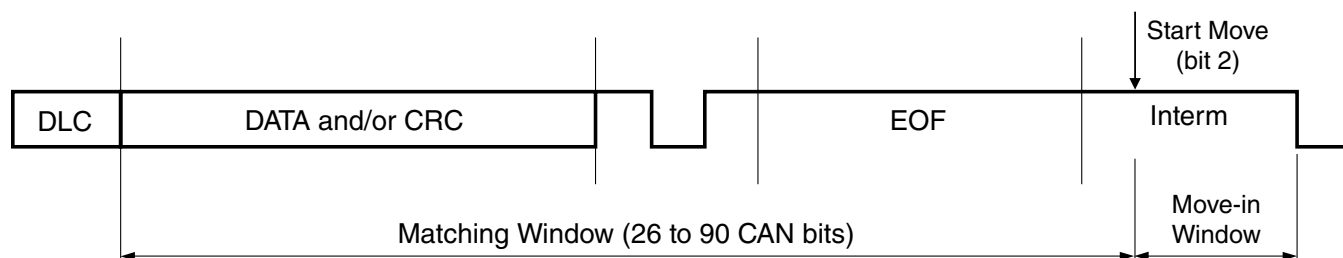 Start Move
(bit 2)
DLC
DATA and/or CRC
EOF
Interm
Matching Window (26 to 90 CAN bits)
Move-in
Window